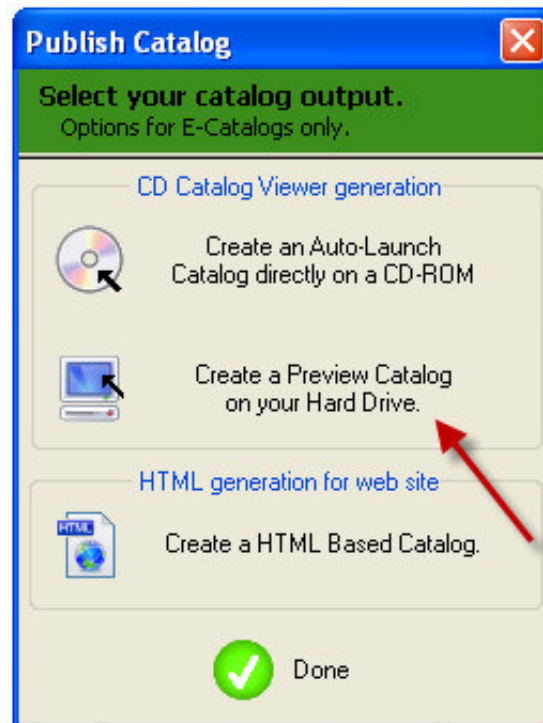 Publish Catalog
Select your catalog output.
Options for E-Catalogs only.
CD Catalog Viewer generation
Create an Auto-Launch
Catalog directly on a CD-ROM
Create a Preview Catalog
on your Hard Drive.
HTML generation for web site
HTML
Create a HTML Based Catalog.
Done